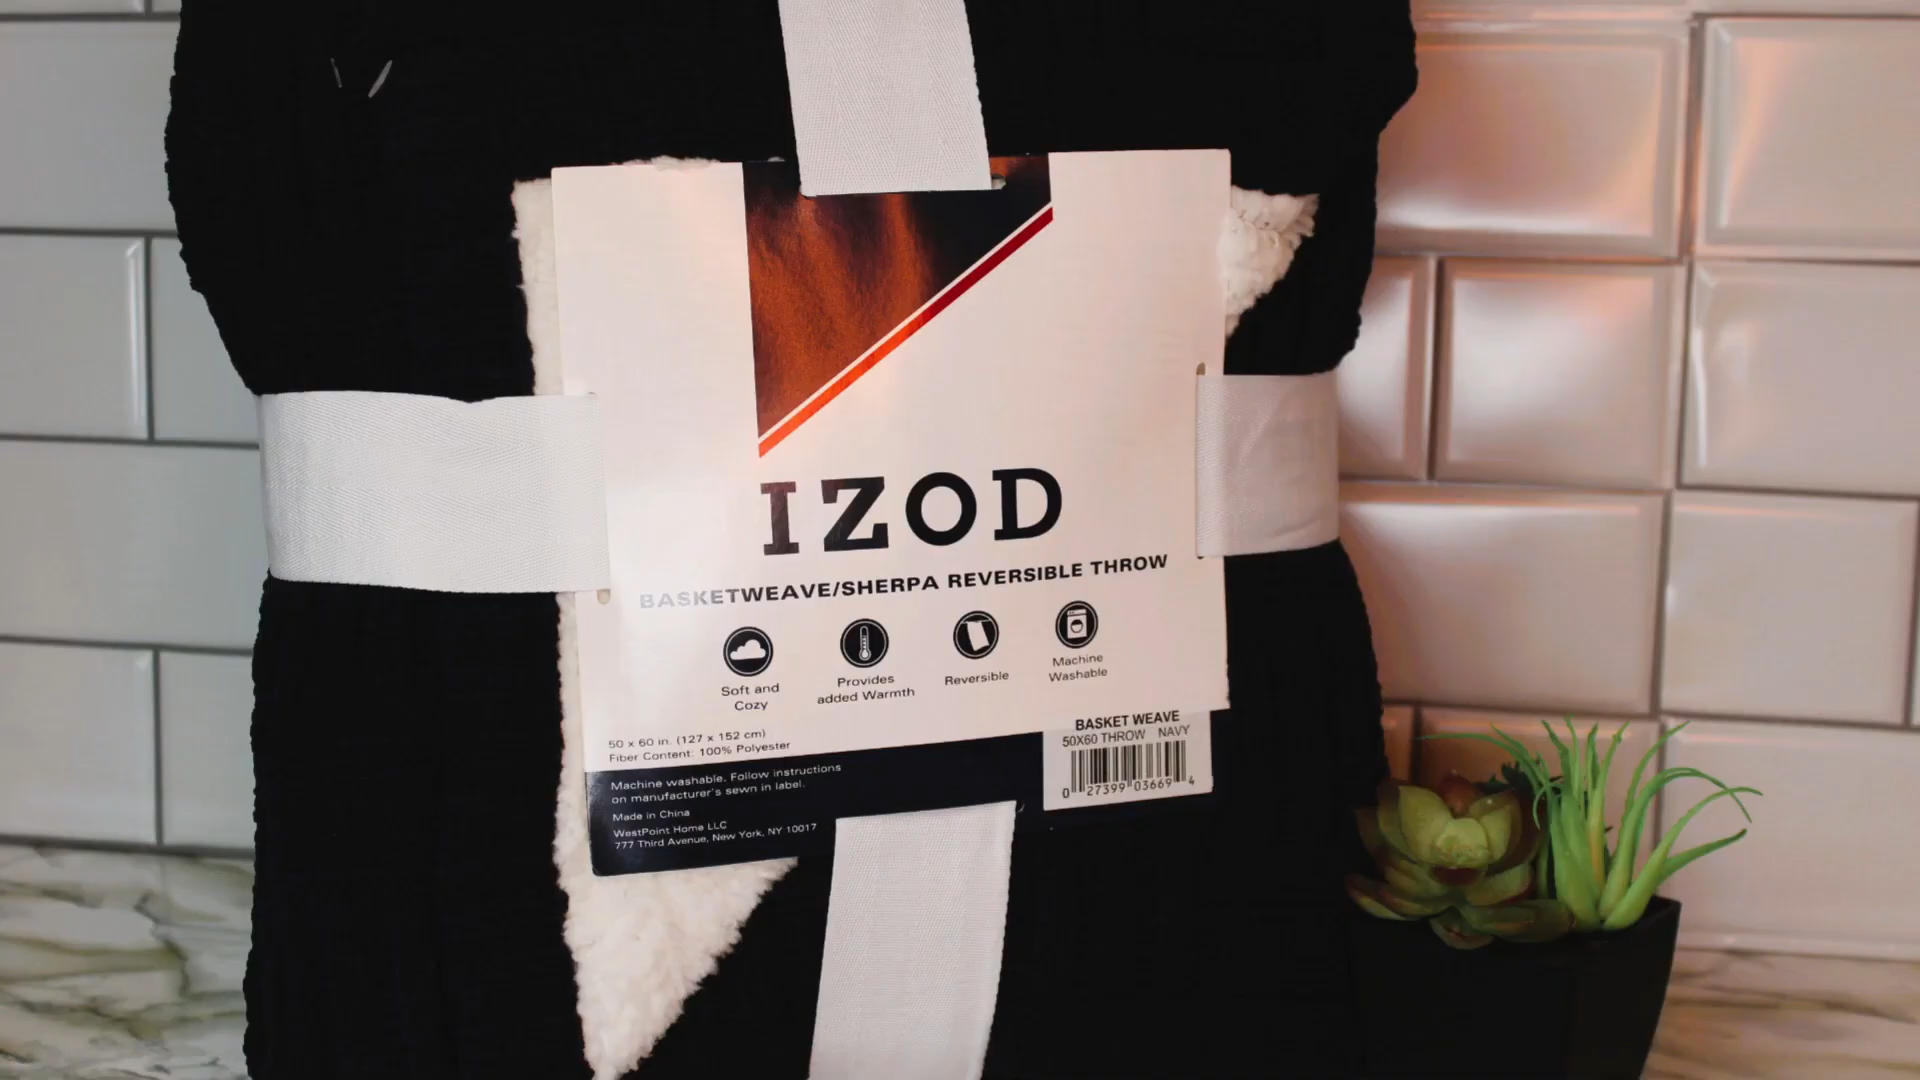 IZOD
BASKETWEAVE/SHERPA REVERSIBLE THROW
Soft and
Cozy
Provides
added Warmth
Reversible
Machine
Washable
50 x 60 in. (127 x 152 cm)
Fiber Content: 100% Polyester
Machine washable. Follow instructions
on manufacturer's sewn in label.
Made in China
WestPoint Home LLC
777 Third Avenue, New York, NY 10017
BASKET WEAVE
50X60 THROW NAVY
0 27399 03669 4